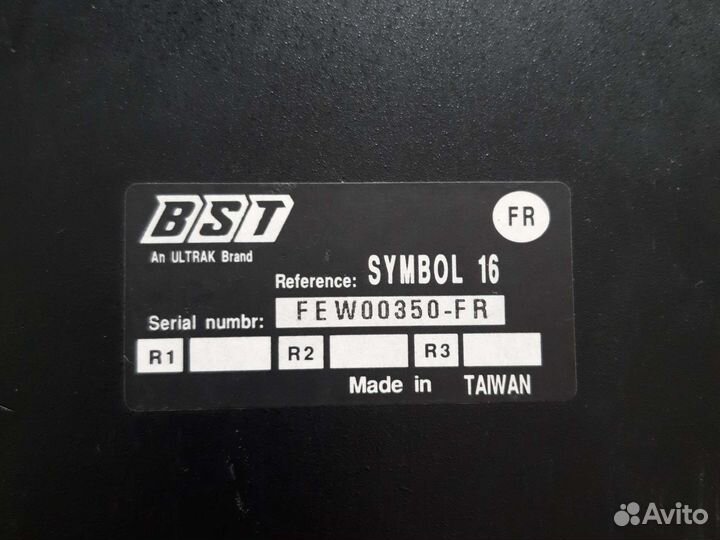 BST
FR
An ULTRAK Brand
Reference: SYMBOL 16
Serial numbr: FEW00350-FR
R1 R2 R3
Made in TAIWAN
Avito